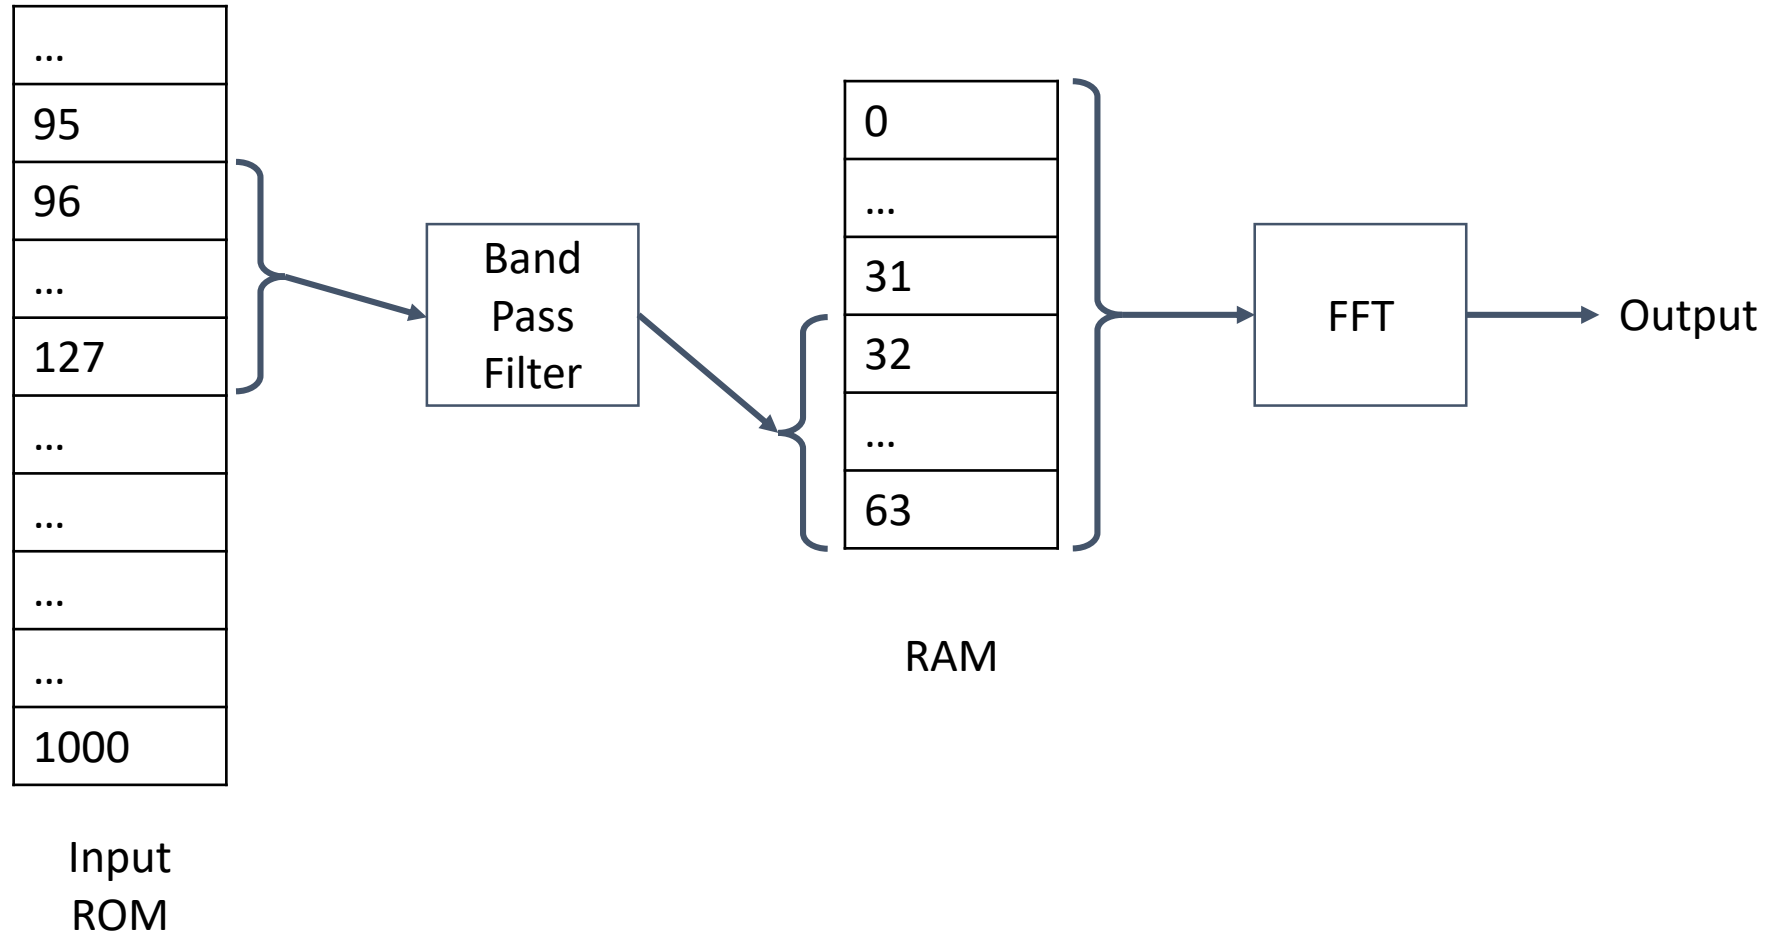 …
95
96
…
127
…
…
…
…
1000
Input
ROM
Band
Pass
Filter
0
…
31
32
…
63
RAM
FFT
Output